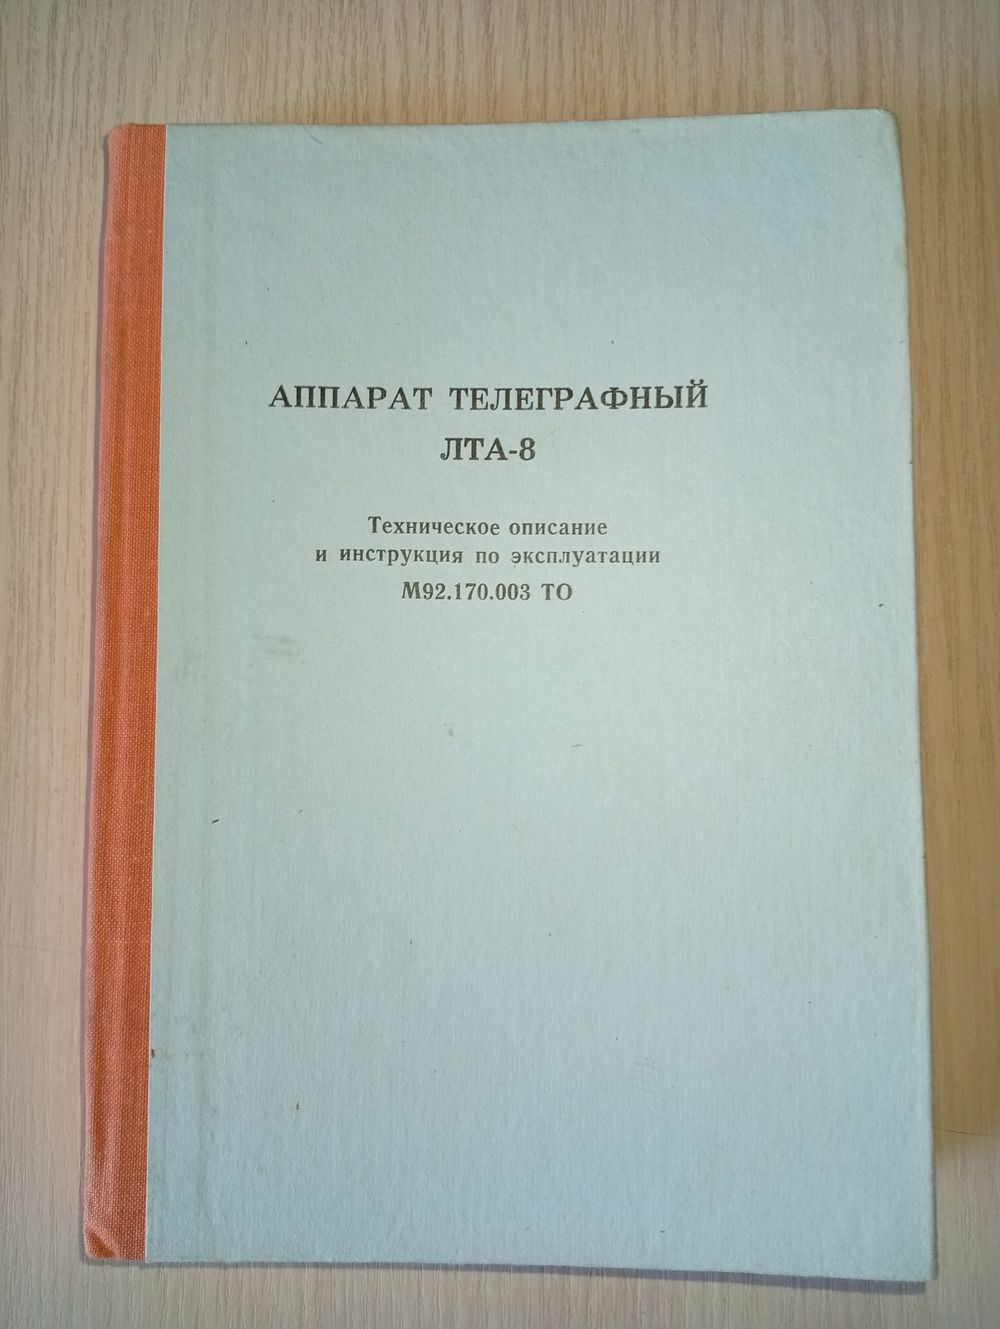 АППАРАТ ТЕЛЕГРАФНЫЙ
ЛТА-8
Техническое описание
и инструкция по эксплуатации
М92.170.003 ТО